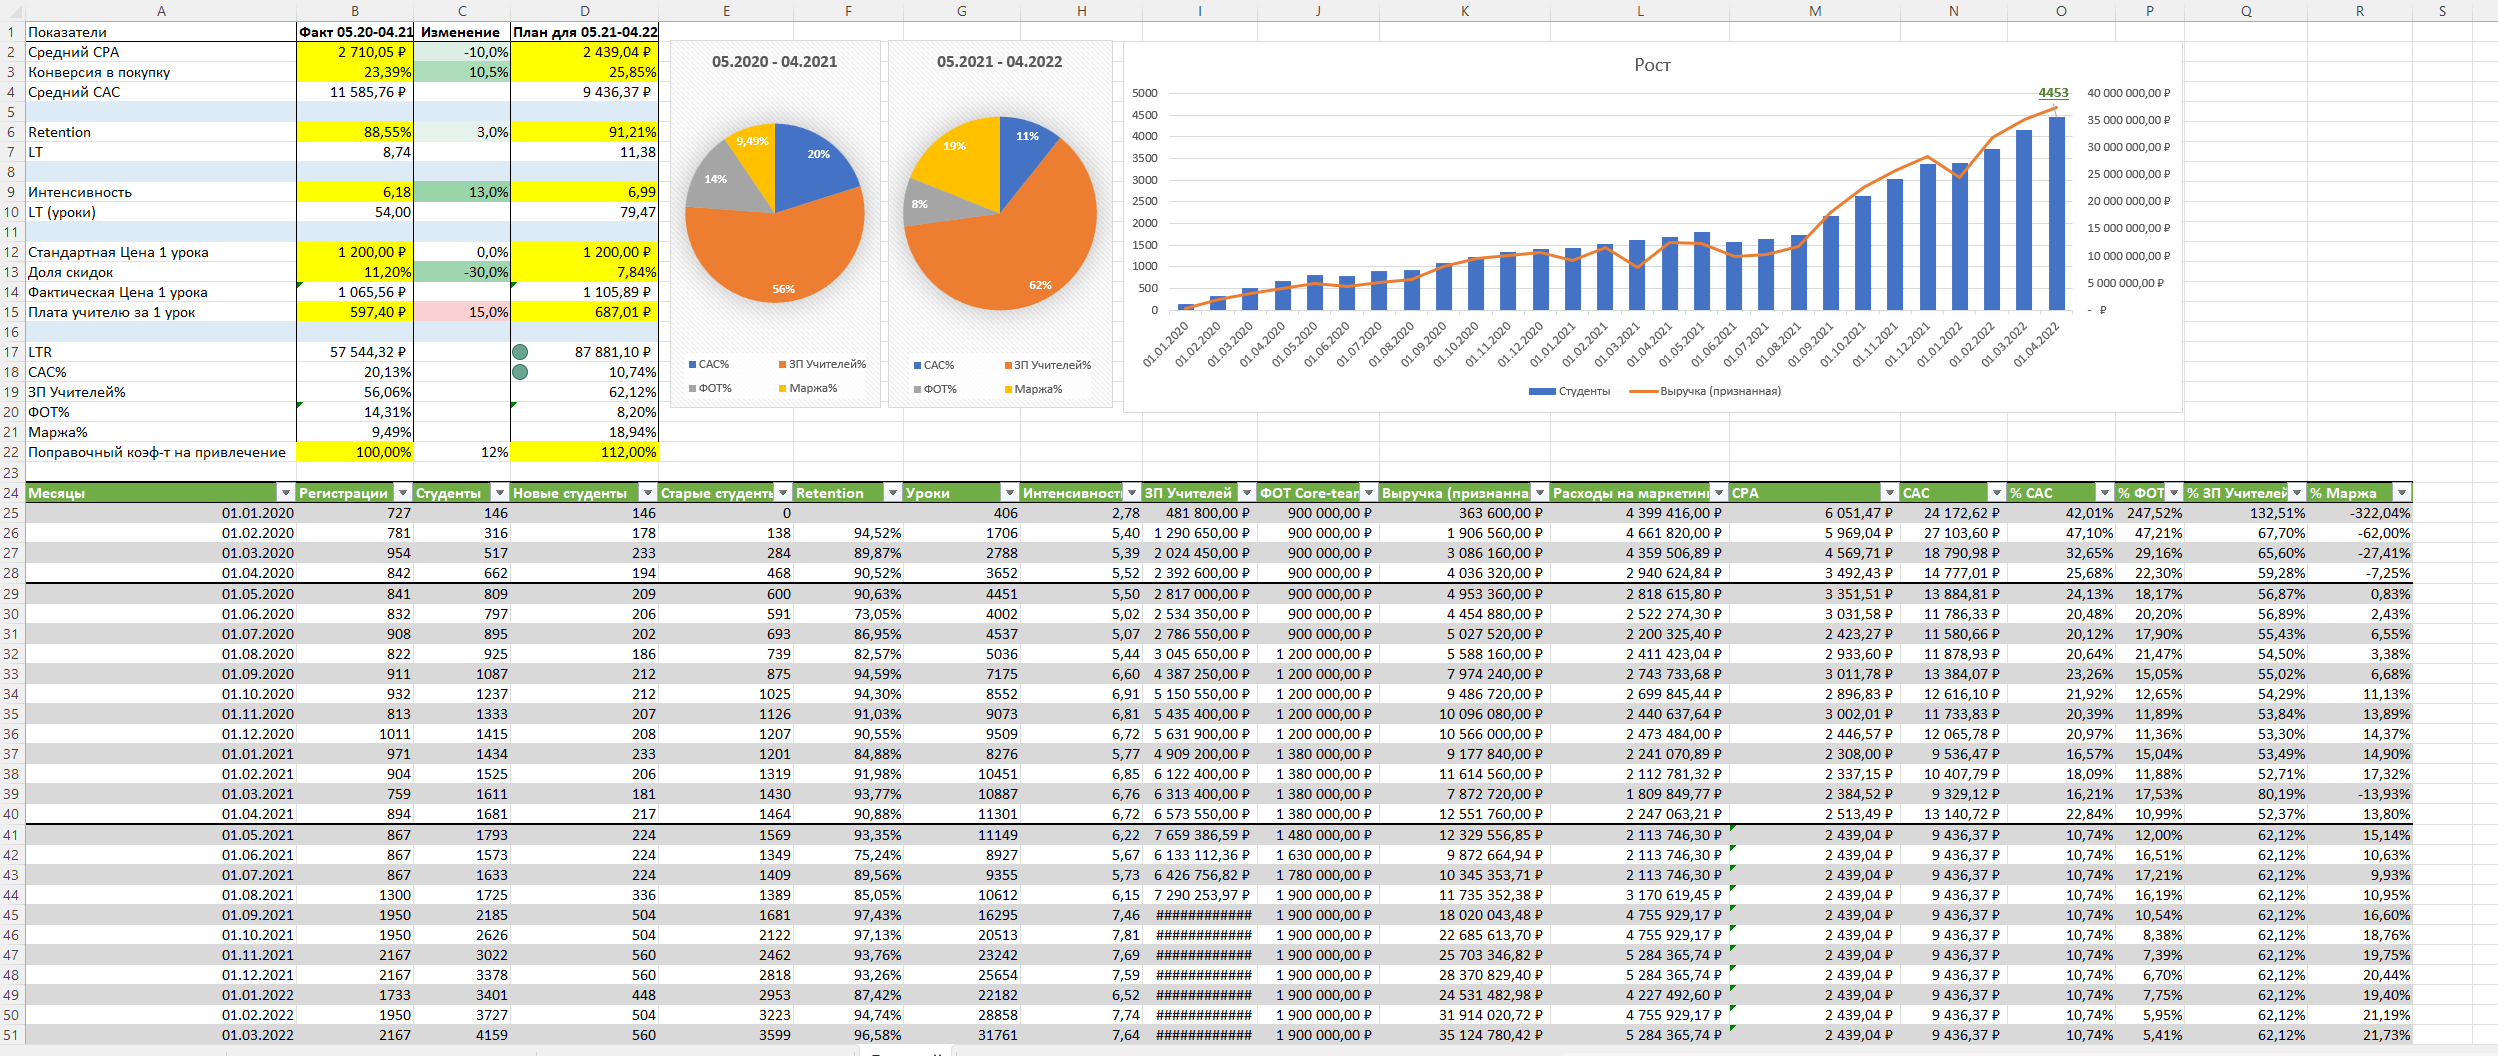 A B C D E F G H I J K L M N O P Q R S
1 Показатели Факт 05.20-04.21 Изменение План для 05.21-04.22
2 Средний CPA 2 710,05 ₽ -10,0% 2 439,04 ₽
3 Конверсия в покупку 23,39% 10,5% 25,85%
4 Средний CAC 11 585,76 ₽ 9 436,37 ₽
5
6 Retention 88,55% 3,0% 91,21%
7 LT 8,74 11,38
8
9 Интенсивность 6,18 13,0% 6,99
10 LT (уроки) 54,00 79,47
11
12 Стандартная Цена 1 урока 1 200,00 ₽ 0,0% 1 200,00 ₽
13 Доля скидок 11,20% -30,0% 7,84%
14 Фактическая Цена 1 урока 1 065,56 ₽ 1 105,89 ₽
15 Плата учителю за 1 урок 597,40 ₽ 15,0% 687,01 ₽
16
17 LTR 57 544,32 ₽ 87 881,10 ₽
18 CAC% 20,13% 10,74%
19 ЗП Учителей% 56,06% 62,12%
20 ФОТ% 14,31% 8,20%
21 Маржа% 9,49% 18,94%
22 Поправочный коэф-т на привлечение 100,00% 12% 112,00%
23
05.2020 - 04.2021
9,49%
20%
14%
56%
CAC% ЗП Учителей%
ФОТ% Маржа%
05.2021 - 04.2022
11%
19%
8%
62%
CAC% ЗП Учителей%
ФОТ% Маржа%
Рост
4453
5000 40 000 000,00 ₽
4500 35 000 000,00 ₽
4000 30 000 000,00 ₽
3500 25 000 000,00 ₽
3000 20 000 000,00 ₽
2500 15 000 000,00 ₽
2000 10 000 000,00 ₽
1500 5 000 000,00 ₽
1000 - ₽
500
0
01.01.2020 01.02.2020 01.03.2020 01.04.2020 01.05.2020 01.06.2020 01.07.2020 01.08.2020 01.09.2020 01.10.2020 01.11.2020 01.12.2020 01.01.2021 01.02.2021 01.03.2021 01.04.2021 01.05.2021 01.06.2021 01.07.2021 01.08.2021 01.09.2021 01.10.2021 01.11.2021 01.12.2021 01.01.2022 01.02.2022 01.03.2022 01.04.2022
Студенты Выручка (признанная)
24 Месяцы Регистрации Студенты Новые студенты Старые студенты Retention Уроки Интенсивност ЗП Учителей ФОТ Core-tear Выручка (признанна Расходы на маркетин CPA CAC % CAC % ФОТ % ЗП Учителей % Маржа
25 01.01.2020 727 146 146 0 406 2,78 481 800,00 ₽ 900 000,00 ₽ 363 600,00 ₽ 4 399 416,00 ₽ 6 051,47 ₽ 24 172,62 ₽ 42,01% 247,52% 132,51% -322,04%
26 01.02.2020 781 316 178 138 94,52% 1706 5,40 1 290 650,00 ₽ 900 000,00 ₽ 1 906 560,00 ₽ 4 661 820,00 ₽ 5 969,04 ₽ 27 103,60 ₽ 47,10% 47,21% 67,70% -62,00%
27 01.03.2020 954 517 233 284 89,87% 2788 5,39 2 024 450,00 ₽ 900 000,00 ₽ 3 086 160,00 ₽ 4 359 506,89 ₽ 4 569,71 ₽ 18 790,98 ₽ 32,65% 29,16% 65,60% -27,41%
28 01.04.2020 842 662 194 468 90,52% 3652 5,52 2 392 600,00 ₽ 900 000,00 ₽ 4 036 320,00 ₽ 2 940 624,84 ₽ 3 492,43 ₽ 14 777,01 ₽ 25,68% 22,30% 59,28% -7,25%
29 01.05.2020 841 809 209 600 90,63% 4451 5,50 2 817 000,00 ₽ 900 000,00 ₽ 4 953 360,00 ₽ 2 818 615,80 ₽ 3 351,51 ₽ 13 884,81 ₽ 24,13% 18,17% 56,87% 0,83%
30 01.06.2020 832 797 206 591 73,05% 4002 5,02 2 534 350,00 ₽ 900 000,00 ₽ 4 454 880,00 ₽ 2 522 274,30 ₽ 3 031,58 ₽ 11 786,33 ₽ 20,48% 20,20% 56,89% 2,43%
31 01.07.2020 908 895 202 693 86,95% 4537 5,07 2 786 550,00 ₽ 900 000,00 ₽ 5 027 520,00 ₽ 2 200 325,40 ₽ 2 423,27 ₽ 11 580,66 ₽ 20,12% 17,90% 55,43% 6,55%
32 01.08.2020 822 925 186 739 82,57% 5036 5,44 3 045 650,00 ₽ 1 200 000,00 ₽ 5 588 160,00 ₽ 2 411 423,04 ₽ 2 933,60 ₽ 11 878,93 ₽ 20,64% 21,47% 54,50% 3,38%
33 01.09.2020 911 1087 212 875 94,59% 7175 6,60 4 387 250,00 ₽ 1 200 000,00 ₽ 7 974 240,00 ₽ 2 743 733,68 ₽ 3 011,78 ₽ 13 384,07 ₽ 23,26% 15,05% 55,02% 6,68%
34 01.10.2020 932 1237 212 1025 94,30% 8552 6,91 5 150 550,00 ₽ 1 200 000,00 ₽ 9 486 720,00 ₽ 2 699 845,44 ₽ 2 896,83 ₽ 12 616,10 ₽ 21,92% 12,65% 54,29% 11,13%
35 01.11.2020 813 1333 207 1126 91,03% 9073 6,81 5 435 400,00 ₽ 1 200 000,00 ₽ 10 096 080,00 ₽ 2 440 637,64 ₽ 3 002,01 ₽ 11 733,83 ₽ 20,39% 11,89% 53,84% 13,89%
36 01.12.2020 1011 1415 208 1207 90,55% 9509 6,72 5 631 900,00 ₽ 1 200 000,00 ₽ 10 566 000,00 ₽ 2 473 484,00 ₽ 2 446,57 ₽ 12 065,78 ₽ 20,97% 11,36% 53,30% 14,37%
37 01.01.2021 971 1434 233 1201 84,88% 8276 5,77 4 909 200,00 ₽ 1 380 000,00 ₽ 9 177 840,00 ₽ 2 241 070,89 ₽ 2 308,00 ₽ 9 536,47 ₽ 16,57% 15,04% 53,49% 14,90%
38 01.02.2021 904 1525 206 1319 91,98% 10451 6,85 6 122 400,00 ₽ 1 380 000,00 ₽ 11 614 560,00 ₽ 2 112 781,32 ₽ 2 337,15 ₽ 10 407,79 ₽ 18,09% 11,88% 52,71% 17,32%
39 01.03.2021 759 1611 181 1430 93,77% 10887 6,76 6 313 400,00 ₽ 1 380 000,00 ₽ 7 872 720,00 ₽ 1 809 849,77 ₽ 2 384,52 ₽ 9 329,12 ₽ 16,21% 17,53% 80,19% -13,93%
40 01.04.2021 894 1681 217 1464 90,88% 11301 6,72 6 573 550,00 ₽ 1 380 000,00 ₽ 12 551 760,00 ₽ 2 247 063,21 ₽ 2 513,49 ₽ 13 140,72 ₽ 22,84% 10,99% 52,37% 13,80%
41 01.05.2021 867 1793 224 1569 93,35% 11149 6,22 7 659 386,59 ₽ 1 480 000,00 ₽ 12 329 556,85 ₽ 2 113 746,30 ₽ 2 439,04 ₽ 9 436,37 ₽ 10,74% 12,00% 62,12% 15,14%
42 01.06.2021 867 1573 224 1349 75,24% 8927 5,67 6 133 112,36 ₽ 1 630 000,00 ₽ 9 872 664,94 ₽ 2 113 746,30 ₽ 2 439,04 ₽ 9 436,37 ₽ 10,74% 16,51% 62,12% 10,63%
43 01.07.2021 867 1633 224 1409 89,56% 9355 5,73 6 426 756,82 ₽ 1 780 000,00 ₽ 10 345 353,71 ₽ 2 113 746,30 ₽ 2 439,04 ₽ 9 436,37 ₽ 10,74% 17,21% 62,12% 9,93%
44 01.08.2021 1300 1725 336 1389 85,05% 10612 6,15 7 290 253,97 ₽ 1 900 000,00 ₽ 11 735 352,38 ₽ 3 170 619,45 ₽ 2 439,04 ₽ 9 436,37 ₽ 10,74% 16,19% 62,12% 10,95%
45 01.09.2021 1950 2185 504 1681 97,43% 16295 7,46 ############ 1 900 000,00 ₽ 18 020 043,48 ₽ 4 755 929,17 ₽ 2 439,04 ₽ 9 436,37 ₽ 10,74% 10,54% 62,12% 16,60%
46 01.10.2021 1950 2626 504 2122 97,13% 20513 7,81 ############ 1 900 000,00 ₽ 22 685 613,70 ₽ 4 755 929,17 ₽ 2 439,04 ₽ 9 436,37 ₽ 10,74% 8,38% 62,12% 18,76%
47 01.11.2021 2167 3022 560 2462 93,76% 23242 7,69 ############ 1 900 000,00 ₽ 25 703 346,82 ₽ 5 284 365,74 ₽ 2 439,04 ₽ 9 436,37 ₽ 10,74% 7,39% 62,12% 19,75%
48 01.12.2021 2167 3378 560 2818 93,26% 25654 7,59 ############ 1 900 000,00 ₽ 28 370 829,40 ₽ 5 284 365,74 ₽ 2 439,04 ₽ 9 436,37 ₽ 10,74% 6,70% 62,12% 20,44%
49 01.01.2022 1733 3401 448 2953 87,42% 22182 6,52 ############ 1 900 000,00 ₽ 24 531 482,98 ₽ 4 227 492,60 ₽ 2 439,04 ₽ 9 436,37 ₽ 10,74% 7,75% 62,12% 19,40%
50 01.02.2022 1950 3727 504 3223 94,74% 28858 7,74 ############ 1 900 000,00 ₽ 31 914 020,72 ₽ 4 755 929,17 ₽ 2 439,04 ₽ 9 436,37 ₽ 10,74% 5,95% 62,12% 21,19%
51 01.03.2022 2167 4159 560 3599 96,58% 31761 7,64 ############ 1 900 000,00 ₽ 35 124 780,42 ₽ 5 284 365,74 ₽ 2 439,04 ₽ 9 436,37 ₽ 10,74% 5,41% 62,12% 21,73%